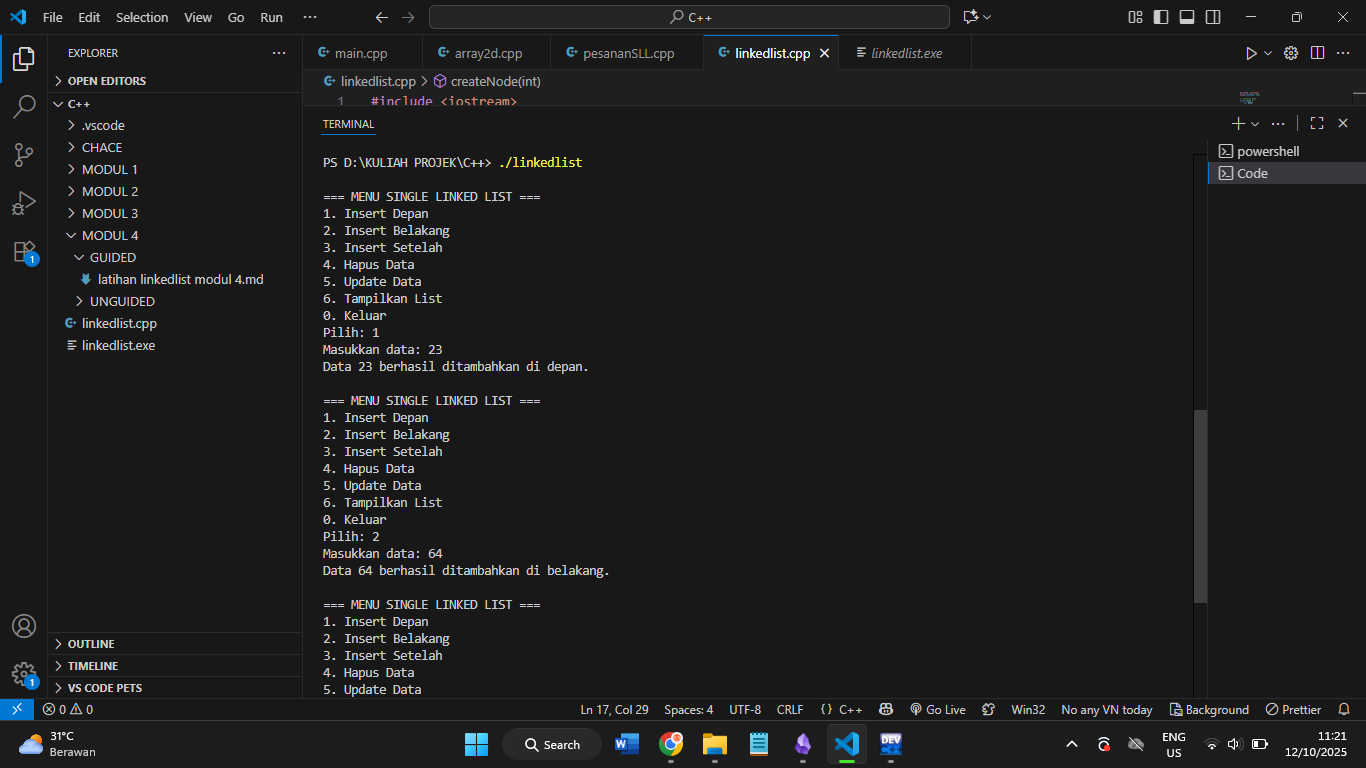 File Edit Selection View Go Run ··· C++
EXPLORER ···
OPEN EDITORS
C++
.vscode
CHACE
MODUL 1
MODUL 2
MODUL 3
MODUL 4
GUIDED
latihan linkedlist modul 4.md
UNGUIDED
linkedlist.cpp
linkedlist.exe
OUTLINE
TIMELINE
VS CODE PETS
main.cpp array2d.cpp pesananSLL.cpp linkedlist.cpp linkedlist.exe
linkedlist.cpp > createNode(int)
1 #include <iostream>
TERMINAL
powershell
Code
PS D:\KULIAH PROJEK\C++> ./linkedlist
=== MENU SINGLE LINKED LIST ===
1. Insert Depan
2. Insert Belakang
3. Insert Setelah
4. Hapus Data
5. Update Data
6. Tampilkan List
0. Keluar
Pilih: 1
Masukkan data: 23
Data 23 berhasil ditambahkan di depan.
=== MENU SINGLE LINKED LIST ===
1. Insert Depan
2. Insert Belakang
3. Insert Setelah
4. Hapus Data
5. Update Data
6. Tampilkan List
0. Keluar
Pilih: 2
Masukkan data: 64
Data 64 berhasil ditambahkan di belakang.
=== MENU SINGLE LINKED LIST ===
1. Insert Depan
2. Insert Belakang
3. Insert Setelah
4. Hapus Data
5. Update Data
0 0 Ln 17, Col 29 Spaces: 4 UTF-8 CRLF {} C++ Go Live Win32 No any VN today Background Prettier
31°C
Berawan
Search
DEV
ENG
US
11:21
12/10/2025